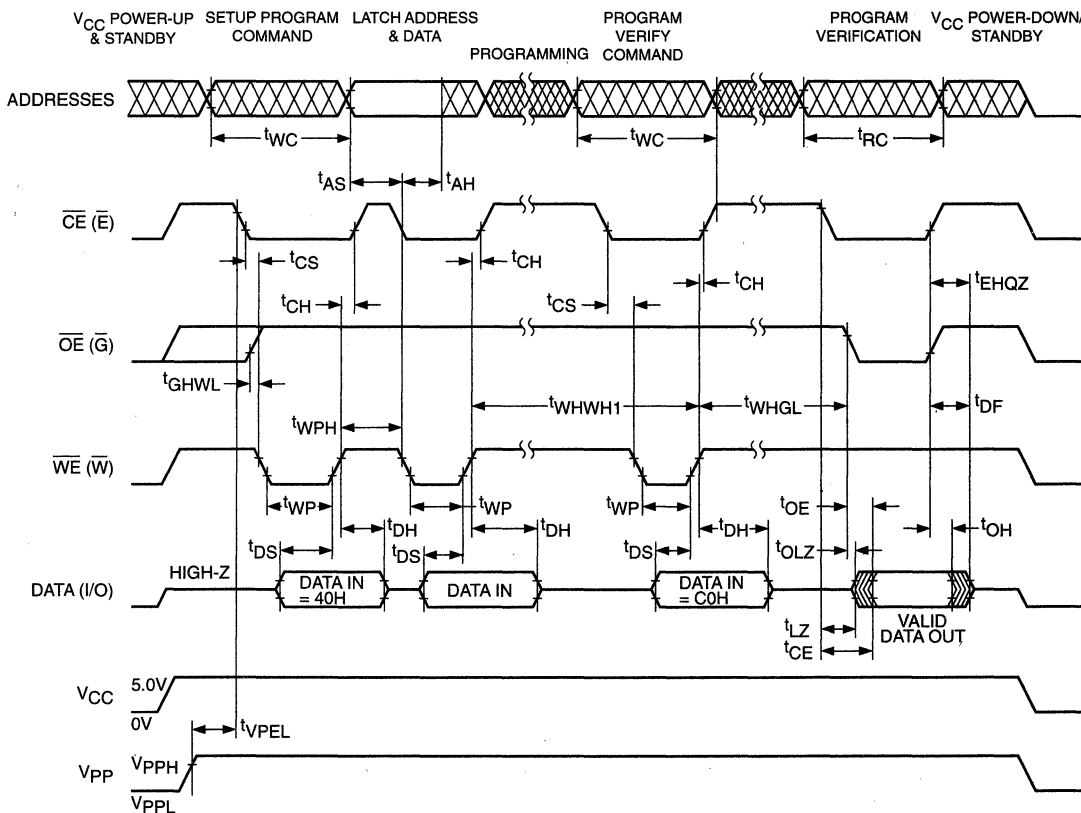 VCC POWER-UP & STANDBY
SETUP PROGRAM COMMAND
LATCH ADDRESS & DATA
PROGRAMMING
PROGRAM VERIFY COMMAND
PROGRAM VERIFICATION
VCC POWER-DOWN/ STANDBY
ADDRESSES
tWC
tWC
tRC
tAS
tAH
CE (E)
tCS
tCH
tCH
tCS
tCH
tEHQZ
OE (G)
tGHWL
tWPH
tWHWH1
tWHGL
tDF
WE (W)
tWP
tWP
tWP
tOE
tDH
tDH
tDH
tOH
tDS
tDS
tDS
tOLZ
HIGH-Z
DATA (I/O)
DATA IN = 40H
DATA IN
DATA IN = C0H
VALID DATA OUT
tLZ
tCE
VCC
5.0V
0V
tVPEL
VPP
VPPH
VPPL